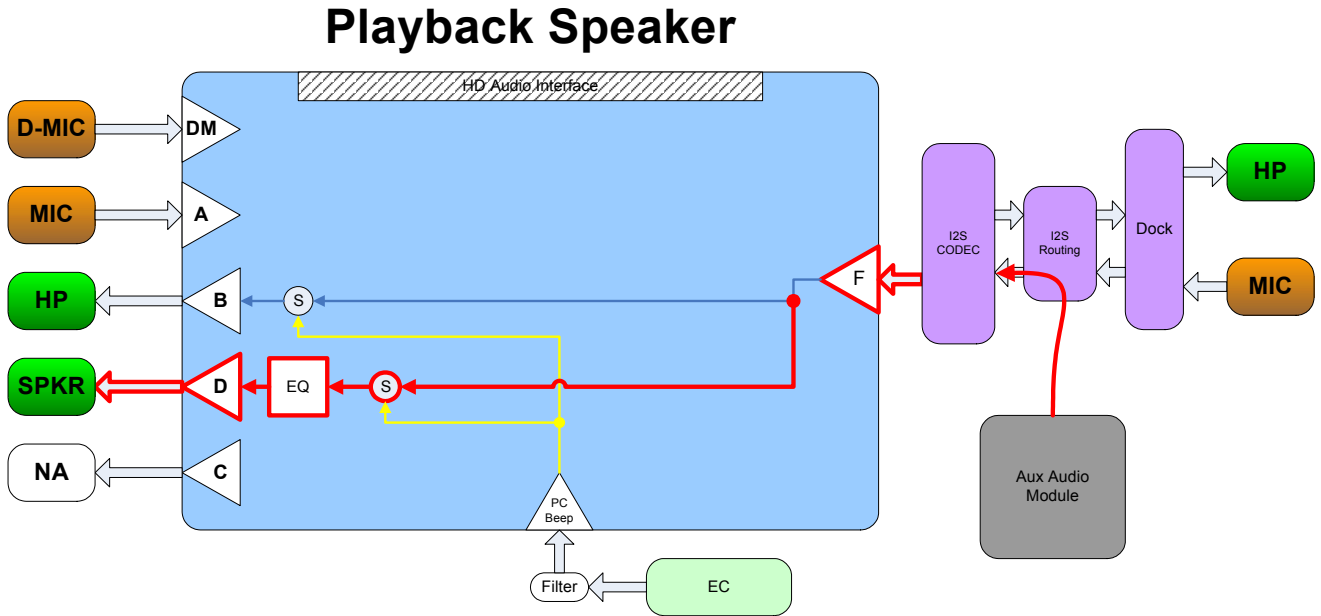 Playback Speaker
HD Audio Interface
D-MIC
DM
MIC
A
HP
B
S
SPKR
D
EQ
S
NA
C
PC
Beep
Filter
EC
F
I2S
CODEC
I2S
Routing
Dock
HP
MIC
Aux Audio
Module